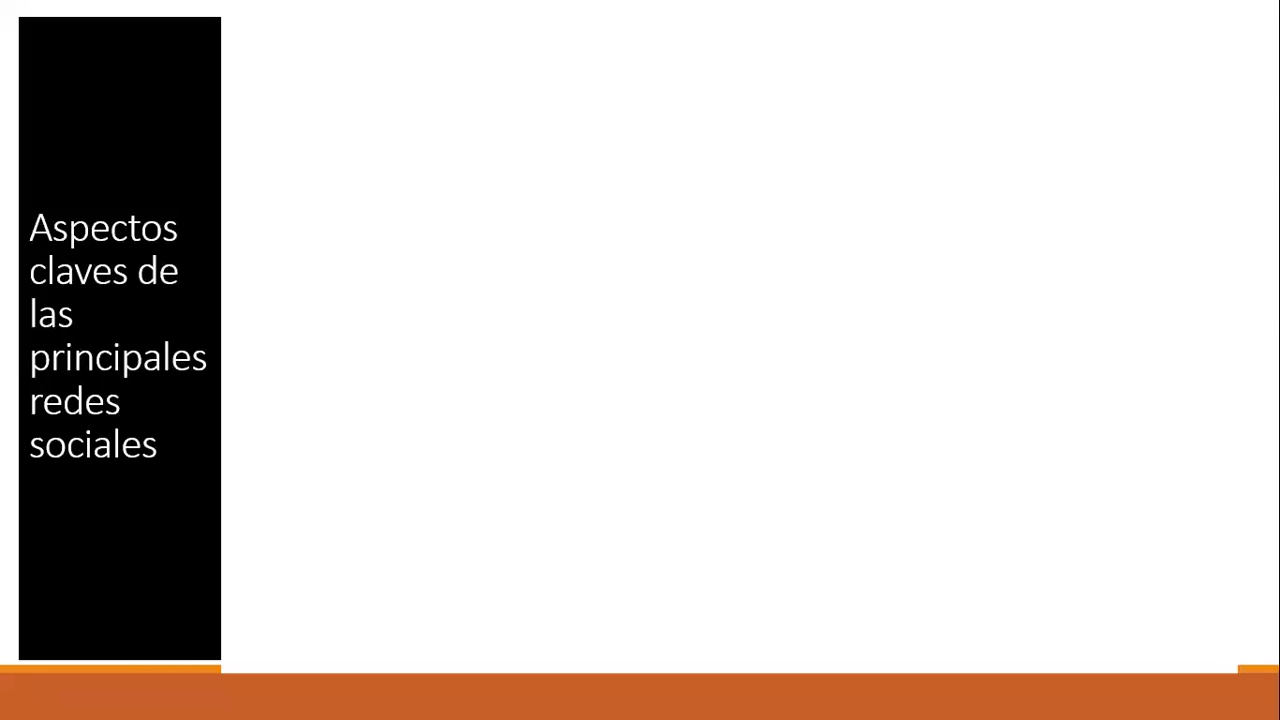 Aspectos
claves de
las
principales
redes
sociales